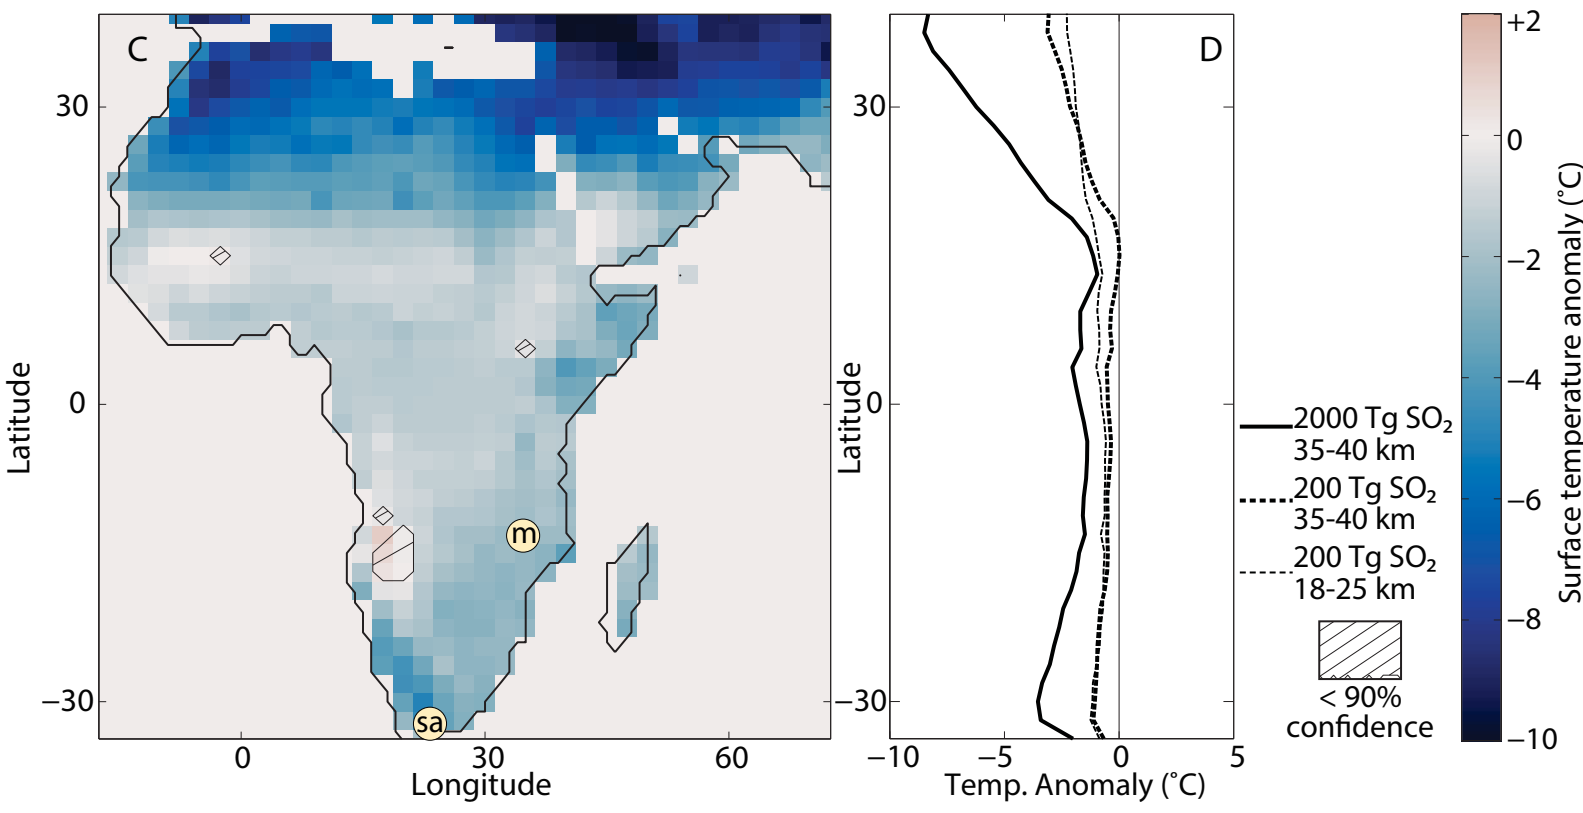 C
30
0
−30
Latitude
m
sa
0
30
60
Longitude
D
30
0
−30
Latitude
−10
−5
0
5
Temp. Anomaly (˚C)
2000 Tg SO₂
35-40 km
200 Tg SO₂
35-40 km
200 Tg SO₂
18-25 km
< 90%
confidence
+2
0
−2
−4
−6
−8
−10
Surface temperature anomaly (˚C)